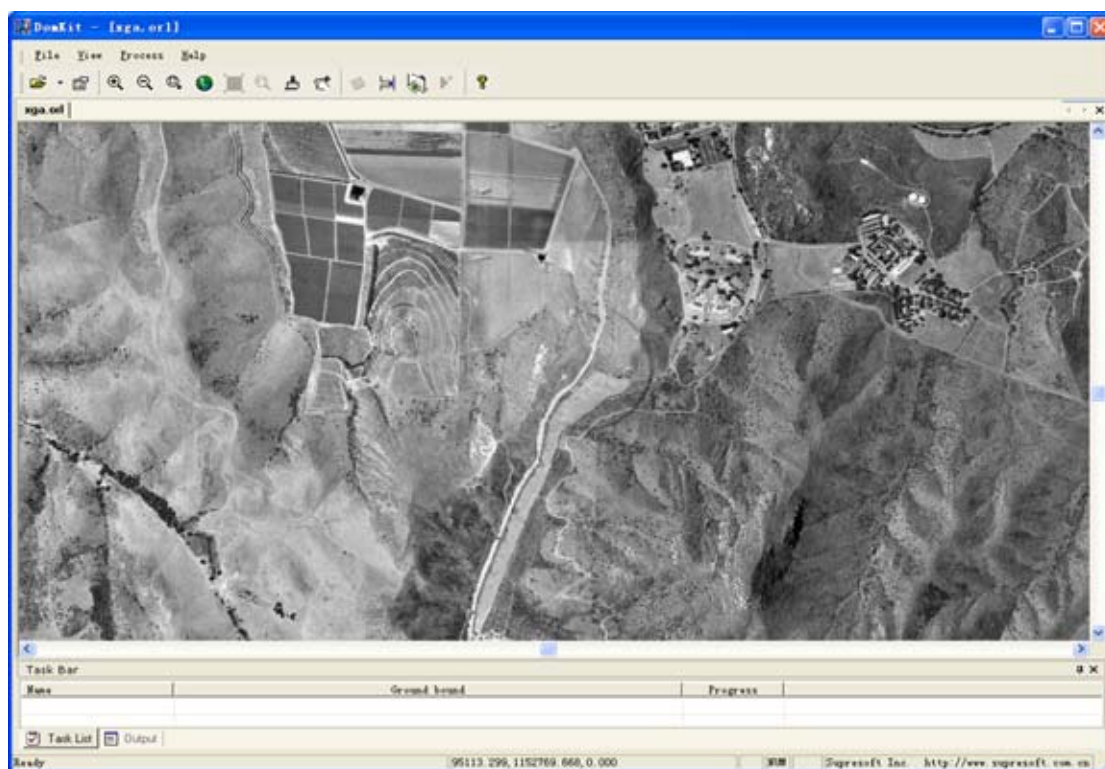 DomKit - [xga.orl]
File View Process Help
xga.orl
Task Bar
Name Ground bound Progress
Task List Output
Ready 95113.299,1152769.668,0.000 NUM Supresoft Inc. http://www.supresoft.com.cn